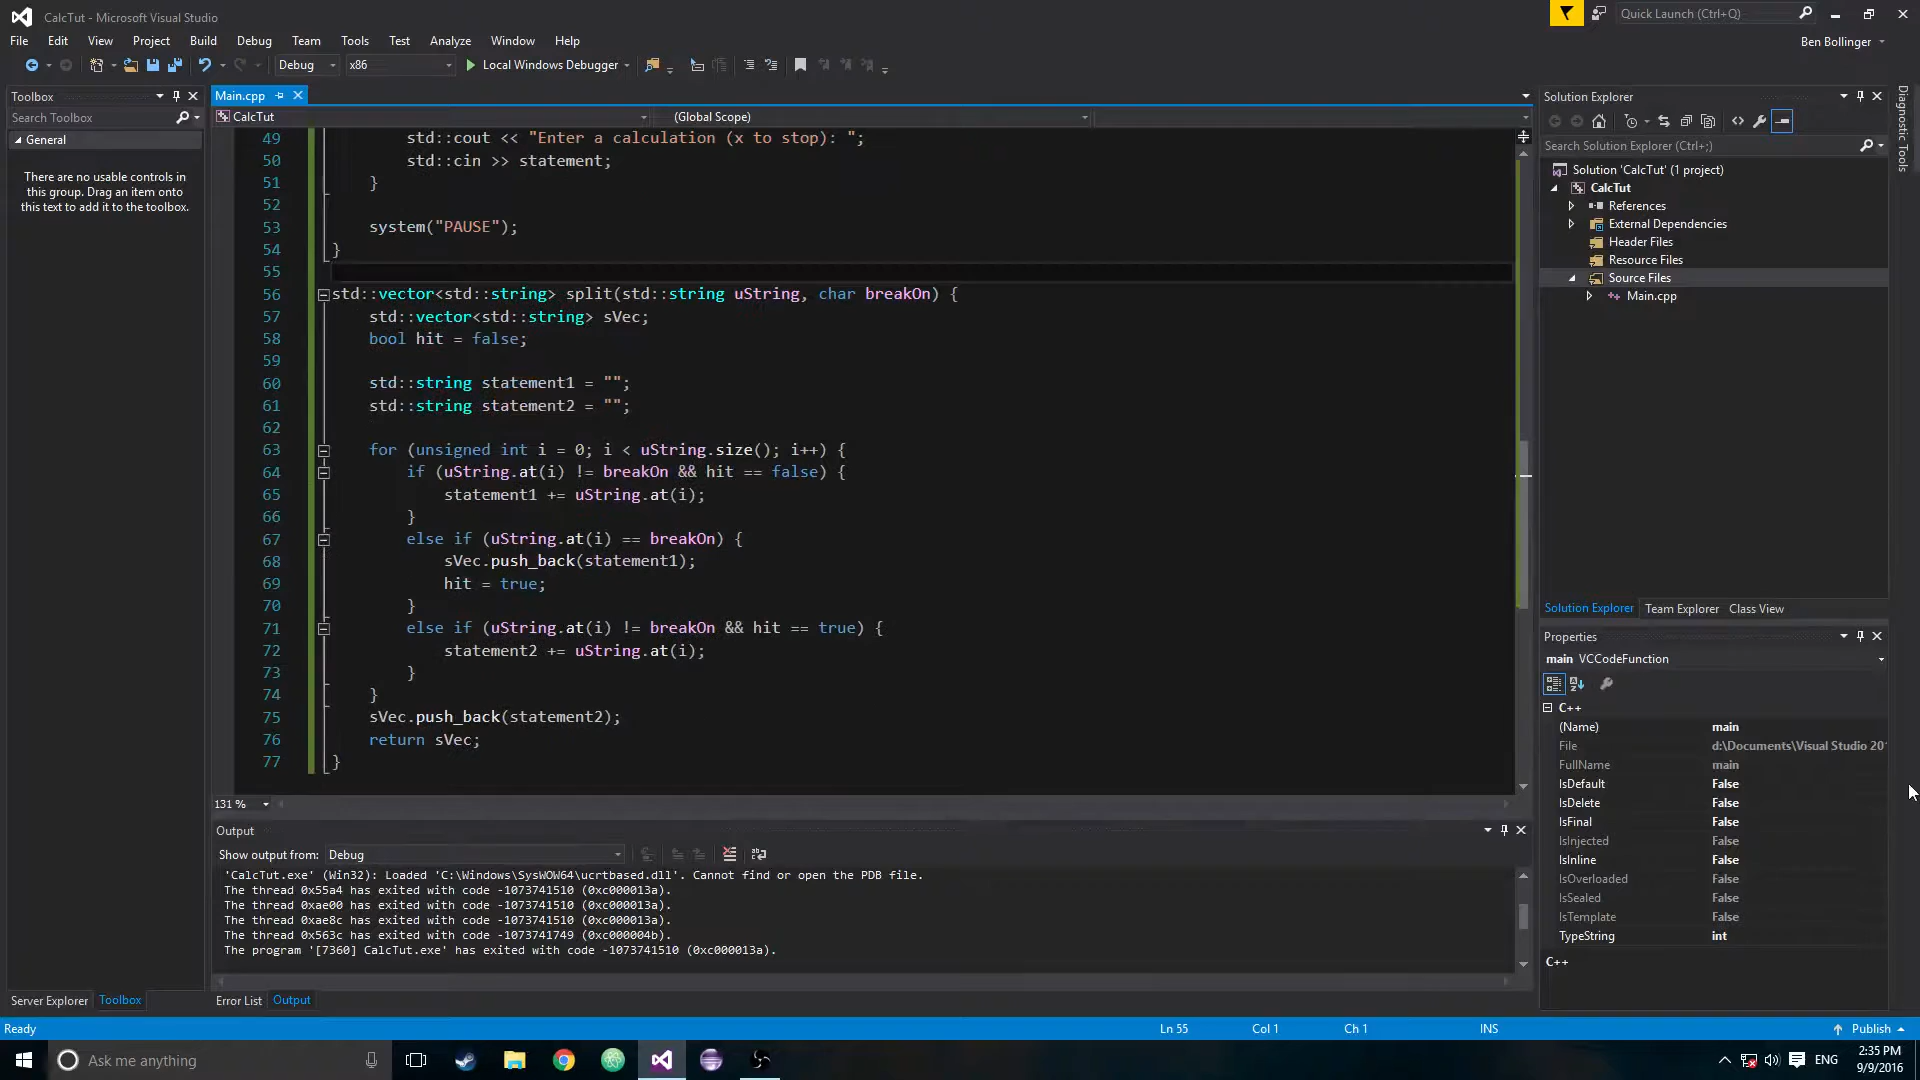 CalcTut - Microsoft Visual Studio
Quick Launch (Ctrl+Q)
File Edit View Project Build Debug Team Tools Test Analyze Window Help
Ben Bollinger
Debug x86 Local Windows Debugger
Toolbox
Search Toolbox
General
There are no usable controls in
this group. Drag an item onto
this text to add it to the toolbox.
Server Explorer Toolbox
Main.cpp
CalcTut (Global Scope)
49 std::cout << "Enter a calculation (x to stop): ";
50 std::cin >> statement;
51 }
52
53 system("PAUSE");
54 }
55
56 std::vector<std::string> split(std::string uString, char breakOn) {
57 std::vector<std::string> sVec;
58 bool hit = false;
59
60 std::string statement1 = "";
61 std::string statement2 = "";
62
63 for (unsigned int i = 0; i < uString.size(); i++) {
64 if (uString.at(i) != breakOn && hit == false) {
65 statement1 += uString.at(i);
66 }
67 else if (uString.at(i) == breakOn) {
68 sVec.push_back(statement1);
69 hit = true;
70 }
71 else if (uString.at(i) != breakOn && hit == true) {
72 statement2 += uString.at(i);
73 }
74 }
75 sVec.push_back(statement2);
76 return sVec;
77 }
131 %
Output
Show output from: Debug
'CalcTut.exe' (Win32): Loaded 'C:\Windows\SysWOW64\ucrtbased.dll'. Cannot find or open the PDB file.
The thread 0x55a4 has exited with code -1073741510 (0xc000013a).
The thread 0xae00 has exited with code -1073741510 (0xc000013a).
The thread 0xae8c has exited with code -1073741510 (0xc000013a).
The thread 0x563c has exited with code -1073741749 (0xc000004b).
The program '[7360] CalcTut.exe' has exited with code -1073741510 (0xc000013a).
Error List Output
Solution Explorer
Search Solution Explorer (Ctrl+;)
Solution 'CalcTut' (1 project)
CalcTut
References
External Dependencies
Header Files
Resource Files
Source Files
Main.cpp
Solution Explorer Team Explorer Class View
Properties
main VCCodeFunction
C++
(Name) main
File d:\Documents\Visual Studio 201
FullName main
IsDefault False
IsDelete False
IsFinal False
IsInjected False
IsInline False
IsOverloaded False
IsSealed False
IsTemplate False
TypeString int
C++
Diagnostic Tools
Ready Ln 55 Col 1 Ch 1 INS Publish
Ask me anything
ENG
2:35 PM
9/9/2016